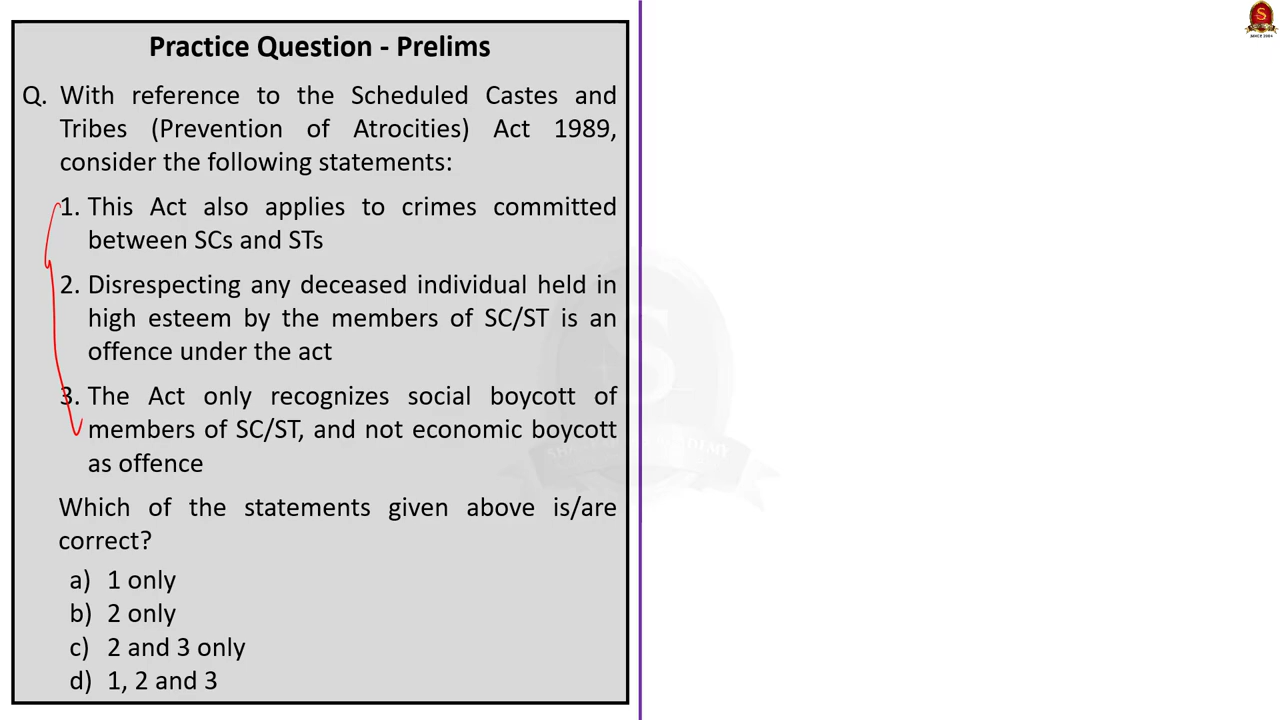 Practice Question - Prelims
Q. With reference to the Scheduled Castes and
Tribes (Prevention of Atrocities) Act 1989,
consider the following statements:
1. This Act also applies to crimes committed
between SCs and STs
2. Disrespecting any deceased individual held in
high esteem by the members of SC/ST is an
offence under the act
3. The Act only recognizes social boycott of
members of SC/ST, and not economic boycott
as offence
Which of the statements given above is/are
correct?
a) 1 only
b) 2 only
c) 2 and 3 only
d) 1, 2 and 3
S
SINCE 2004